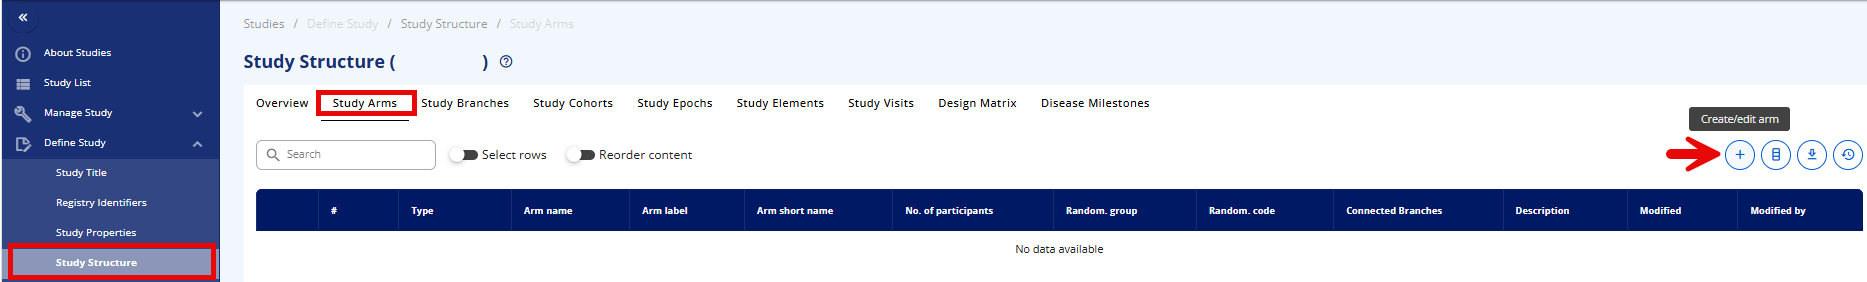 «
About Studies
Study List
Manage Study
Define Study
Study Title
Registry Identifiers
Study Properties
Study Structure
Studies / Define Study / Study Structure / Study Arms
Study Structure ( ) ?
Overview Study Arms Study Branches Study Cohorts Study Epochs Study Elements Study Visits Design Matrix Disease Milestones
Create/edit arm
Search Select rows Reorder content
# Type Arm name Arm label Arm short name No. of participants Random. group Random. code Connected Branches Description Modified Modified by
No data available